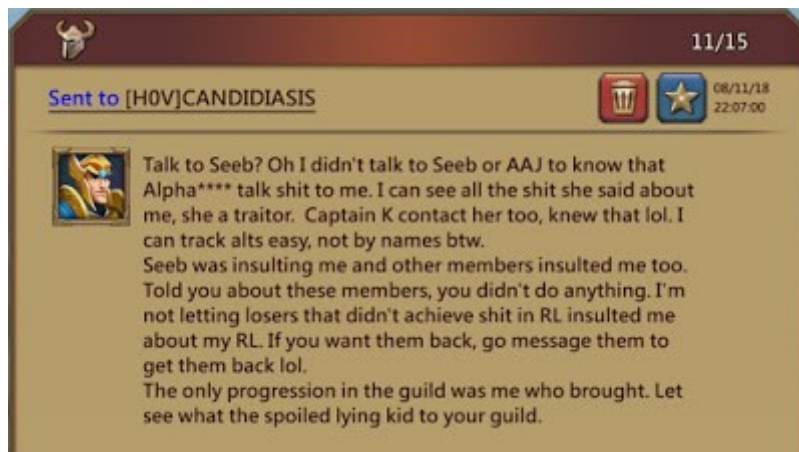 11/15
Sent to [H0V]CANDIDIASIS
08/11/18
22:07:00
Talk to Seeb? Oh I didn't talk to Seeb or AAJ to know that
Alpha**** talk shit to me. I can see all the shit she said about
me, she a traitor. Captain K contact her too, knew that lol. I
can track alts easy, not by names btw.
Seeb was insulting me and other members insulted me too.
Told you about these members, you didn't do anything. I'm
not letting losers that didn't achieve shit in RL insulted me
about my RL. If you want them back, go message them to
get them back lol.
The only progression in the guild was me who brought. Let
see what the spoiled lying kid to your guild.